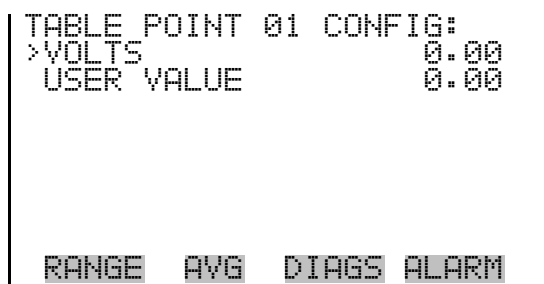 TABLE POINT 01 CONFIG:
>VOLTS 0.00
USER VALUE 0.00
RANGE AVG DIAGS ALARM